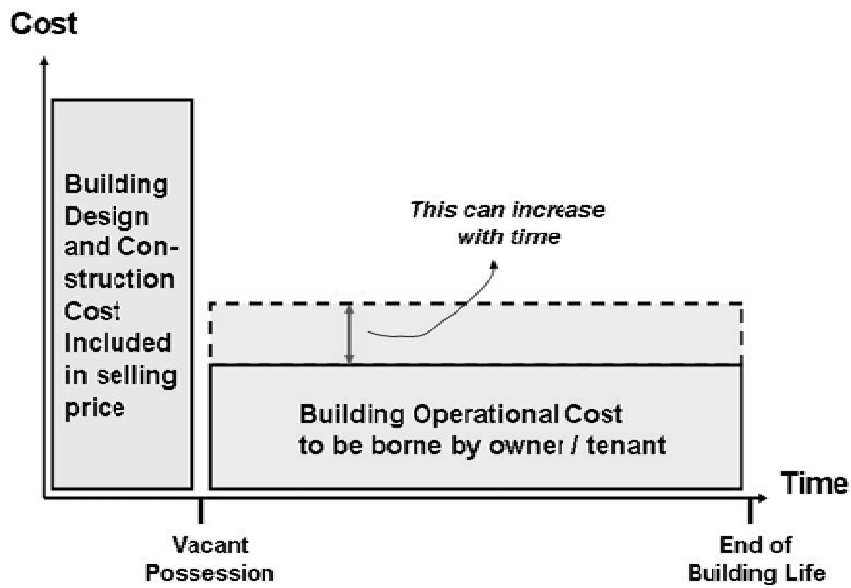 Cost
Building
Design
and Con-
struction
Cost
Included
in selling
price
This can increase
with time
Building Operational Cost
to be borne by owner / tenant
Time
Vacant
Possession
End of
Building Life